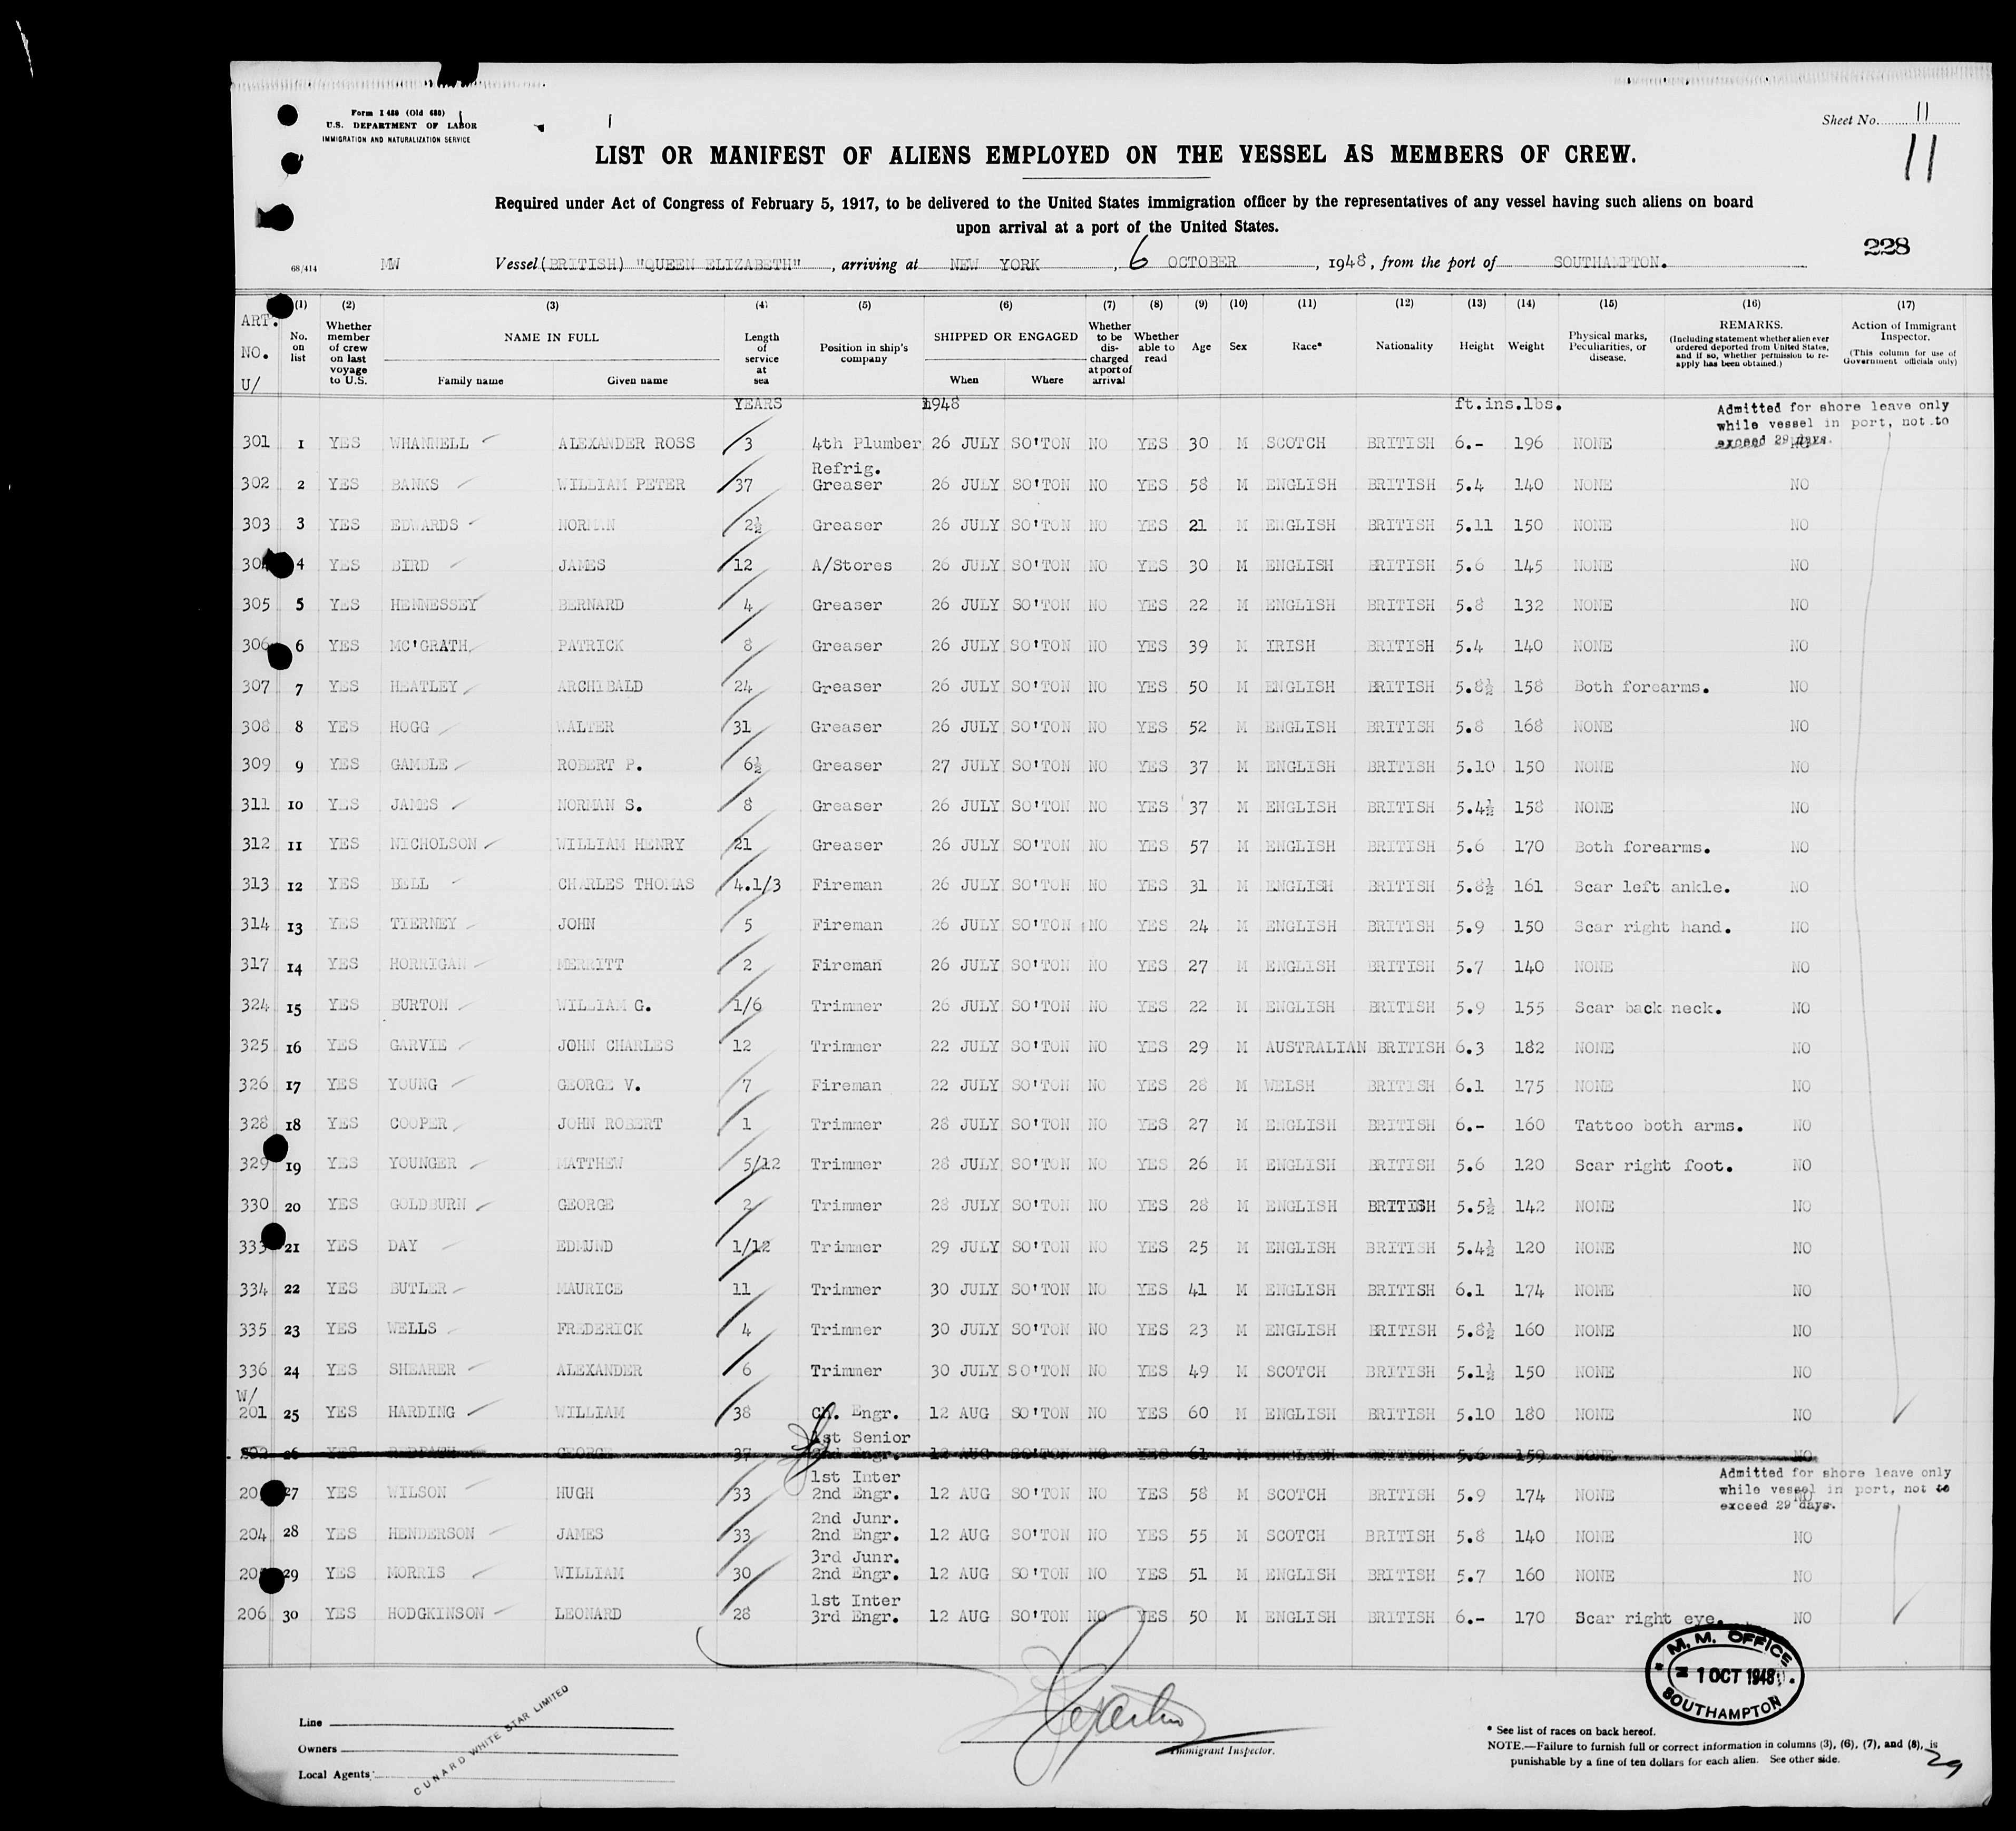 Form I 480 (Old 680)
U.S. DEPARTMENT OF LABOR
IMMIGRATION AND NATURALIZATION SERVICE
Sheet No. 11
11
LIST OR MANIFEST OF ALIENS EMPLOYED ON THE VESSEL AS MEMBERS OF CREW.
Required under Act of Congress of February 5, 1917, to be delivered to the United States immigration officer by the representatives of any vessel having such aliens on board
upon arrival at a port of the United States.
228
68/414 MW Vessel (BRITISH) "QUEEN ELIZABETH", arriving at NEW YORK, 6 OCTOBER, 1948, from the port of SOUTHAMPTON.
ART. NO. U/ (1) No. on list (2) Whether member of crew on last voyage to U.S. (3) NAME IN FULL Family name Given name (4) Length of service at sea (5) Position in ship's company (6) SHIPPED OR ENGAGED When Where (7) Whether to be discharged at port of arrival (8) Whether able to read (9) Age (10) Sex (11) Race* (12) Nationality (13) Height (14) Weight (15) Physical marks, Peculiarities, or disease. (16) REMARKS. (Including statement whether alien ever ordered deported from United States, and if so, whether permission to re-apply has been obtained.) (17) Action of Immigrant Inspector. (This column for use of Government officials only)
YEARS 1948 ft.ins.lbs.
Admitted for shore leave only
while vessel in port, not to
exceed 29 days.
301 1 YES WHANNELL ALEXANDER ROSS 3 4th Plumber 26 JULY SO'TON NO YES 30 M SCOTCH BRITISH 6.- 196 NONE NO
302 2 YES BANKS WILLIAM PETER 37 Refrig. Greaser 26 JULY SO'TON NO YES 58 M ENGLISH BRITISH 5.4 140 NONE NO
303 3 YES EDWARDS NORMAN 2½ Greaser 26 JULY SO'TON NO YES 21 M ENGLISH BRITISH 5.11 150 NONE NO
304 4 YES BIRD JAMES 12 A/Stores 26 JULY SO'TON NO YES 30 M ENGLISH BRITISH 5.6 145 NONE NO
305 5 YES HENNESSEY BERNARD 4 Greaser 26 JULY SO'TON NO YES 22 M ENGLISH BRITISH 5.8 132 NONE NO
306 6 YES MC'GRATH PATRICK 8 Greaser 26 JULY SO'TON NO YES 39 M IRISH BRITISH 5.4 140 NONE NO
307 7 YES HEATLEY ARCHIBALD 24 Greaser 26 JULY SO'TON NO YES 50 M ENGLISH BRITISH 5.8½ 158 Both forearms. NO
308 8 YES HOGG WALTER 31 Greaser 26 JULY SO'TON NO YES 52 M ENGLISH BRITISH 5.8 168 NONE NO
309 9 YES GAMBLE ROBERT P. 6½ Greaser 27 JULY SO'TON NO YES 37 M ENGLISH BRITISH 5.10 150 NONE NO
311 10 YES JAMES NORMAN S. 8 Greaser 26 JULY SO'TON NO YES 37 M ENGLISH BRITISH 5.4½ 158 NONE NO
312 11 YES NICHOLSON WILLIAM HENRY 21 Greaser 26 JULY SO'TON NO YES 57 M ENGLISH BRITISH 5.6 170 Both forearms. NO
313 12 YES BELL CHARLES THOMAS 4.1/3 Fireman 26 JULY SO'TON NO YES 31 M ENGLISH BRITISH 5.8½ 161 Scar left ankle. NO
314 13 YES TIERNEY JOHN 5 Fireman 26 JULY SO'TON NO YES 24 M ENGLISH BRITISH 5.9 150 Scar right hand. NO
317 14 YES HORRIGAN MERRITT 2 Fireman 26 JULY SO'TON NO YES 27 M ENGLISH BRITISH 5.7 140 NONE NO
324 15 YES BURTON WILLIAM G. 1/6 Trimmer 26 JULY SO'TON NO YES 22 M ENGLISH BRITISH 5.9 155 Scar back neck. NO
325 16 YES GARVIE JOHN CHARLES 12 Trimmer 22 JULY SO'TON NO YES 29 M AUSTRALIAN BRITISH 6.3 182 NONE NO
326 17 YES YOUNG GEORGE V. 7 Fireman 22 JULY SO'TON NO YES 28 M WELSH BRITISH 6.1 175 NONE NO
328 18 YES COOPER JOHN ROBERT 1 Trimmer 28 JULY SO'TON NO YES 27 M ENGLISH BRITISH 6.- 160 Tattoo both arms. NO
329 19 YES YOUNGER MATTHEW 5/12 Trimmer 28 JULY SO'TON NO YES 26 M ENGLISH BRITISH 5.6 120 Scar right foot. NO
330 20 YES GOLDBURN GEORGE 2 Trimmer 28 JULY SO'TON NO YES 28 M ENGLISH BRITISH 5.5½ 142 NONE NO
333 21 YES DAY EDMUND 1/12 Trimmer 29 JULY SO'TON NO YES 25 M ENGLISH BRITISH 5.4½ 120 NONE NO
334 22 YES BUTLER MAURICE 11 Trimmer 30 JULY SO'TON NO YES 41 M ENGLISH BRITISH 6.1 174 NONE NO
335 23 YES WELLS FREDERICK 4 Trimmer 30 JULY SO'TON NO YES 23 M ENGLISH BRITISH 5.8½ 160 NONE NO
336 24 YES SHEARER ALEXANDER 6 Trimmer 30 JULY SO'TON NO YES 49 M SCOTCH BRITISH 5.1½ 150 NONE NO
W/
201 25 YES HARDING WILLIAM 38 Ch. Engr. 12 AUG SO'TON NO YES 60 M ENGLISH BRITISH 5.10 180 NONE NO
202 26 YES REDPATH GEORGE 37 1st Senior 2nd Engr. 12 AUG SO'TON NO YES 61 M ENGLISH BRITISH 5.6 159 NONE NO
Admitted for shore leave only
while vessel in port, not to
exceed 29 days.
20 27 YES WILSON HUGH 33 1st Inter 2nd Engr. 12 AUG SO'TON NO YES 58 M SCOTCH BRITISH 5.9 174 NONE NO
204 28 YES HENDERSON JAMES 33 2nd Junr. 2nd Engr. 12 AUG SO'TON NO YES 55 M SCOTCH BRITISH 5.8 140 NONE NO
20 29 YES MORRIS WILLIAM 30 3rd Junr. 2nd Engr. 12 AUG SO'TON NO YES 51 M ENGLISH BRITISH 5.7 160 NONE NO
206 30 YES HODGKINSON LEONARD 28 1st Inter 3rd Engr. 12 AUG SO'TON NO YES 50 M ENGLISH BRITISH 6.- 170 Scar right eye. NO
M. M. OFFICE
1 OCT 1948
SOUTHAMPTON
Line
Owners
Local Agents
CUNARD WHITE STAR LIMITED
Immigrant Inspector.
* See list of races on back hereof.
NOTE.—Failure to furnish full or correct information in columns (3), (6), (7), and (8), is
punishable by a fine of ten dollars for each alien. See other side.
29